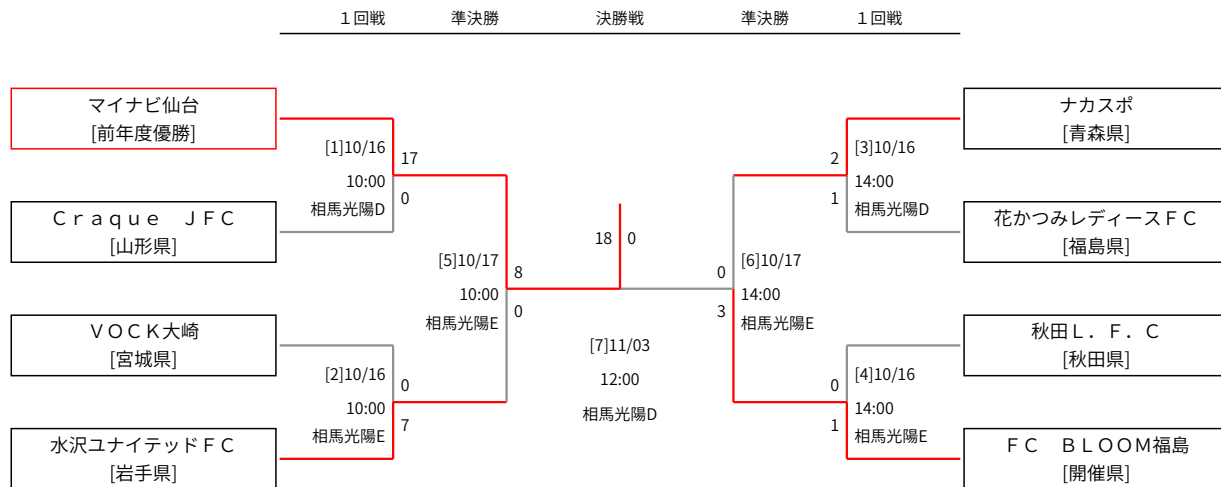 １回戦
準決勝
決勝戦
準決勝
１回戦
マイナビ仙台
[前年度優勝]
[1]10/16
10:00
相馬光陽D
17
0
Ｃｒａｑｕｅ　ＪＦＣ
[山形県]
[5]10/17
10:00
相馬光陽E
8
0
ＶＯＣＫ大崎
[宮城県]
[2]10/16
10:00
相馬光陽E
0
7
水沢ユナイテッドＦＣ
[岩手県]
18
0
[7]11/03
12:00
相馬光陽D
ナカスポ
[青森県]
2
1
[3]10/16
14:00
相馬光陽D
花かつみレディースＦＣ
[福島県]
0
3
[6]10/17
14:00
相馬光陽E
秋田Ｌ．Ｆ．Ｃ
[秋田県]
0
1
[4]10/16
14:00
相馬光陽E
ＦＣ　ＢＬＯＯＭ福島
[開催県]